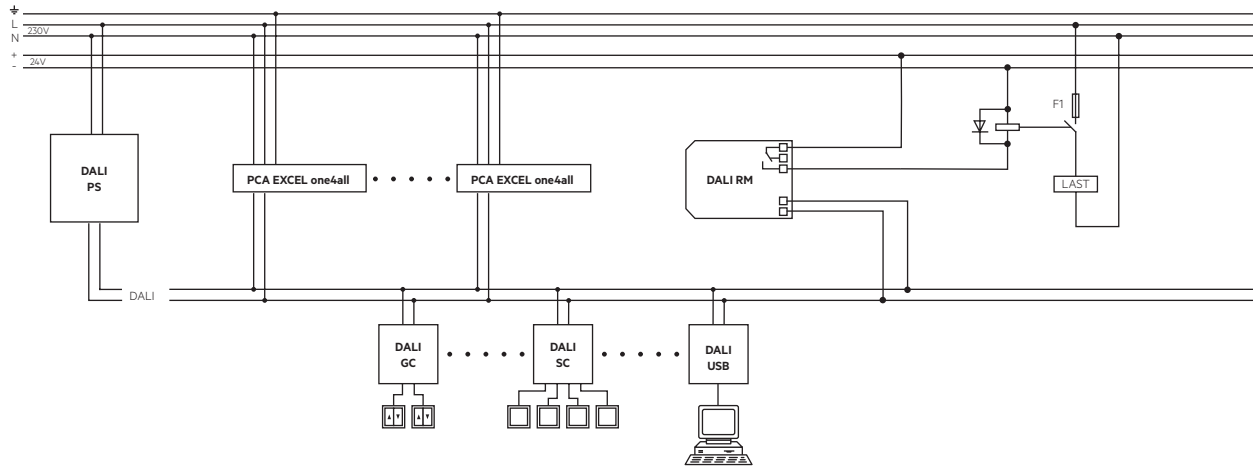 L
N
230V
+
-
24V
F1
DALI
PS
PCA EXCEL one4all
PCA EXCEL one4all
DALI RM
LAST
DALI
DALI
GC
DALI
SC
DALI
USB